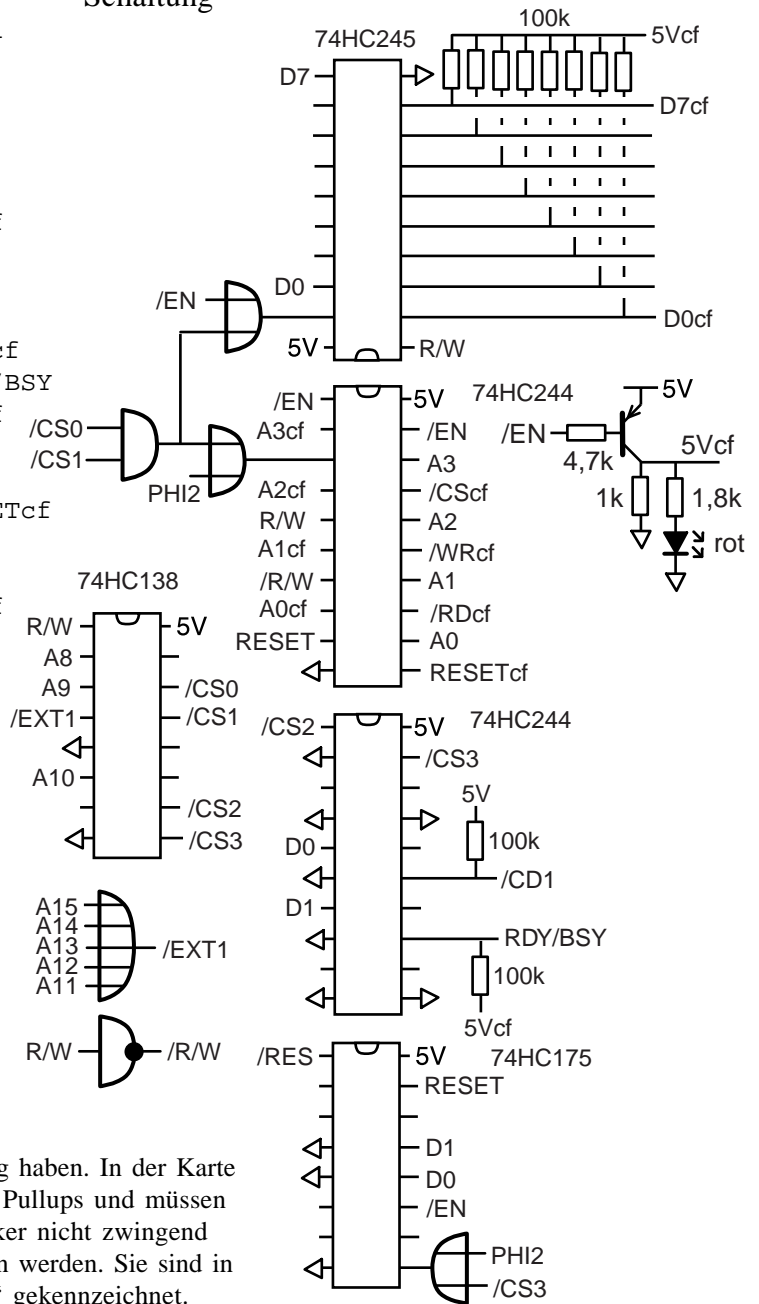 Schaltung
74HC245
100k
5Vcf
D7
D7cf
D0
/EN
D0cf
5V
R/W
cf
/BSY
/CS0
/CS1
PHI2
ETcf
/EN
5V
A3cf
/EN
A3
A2cf
/CScf
R/W
A2
A1cf
/WRcf
/R/W
A1
A0cf
/RDcf
RESET
A0
RESETcf
74HC244
5V
/EN
4,7k
5Vcf
1k
1,8k
rot
74HC138
R/W
5V
A8
A9
/CS0
/EXT1
/CS1
A10
/CS2
/CS3
/CS2
5V
74HC244
/CS3
5V
100k
D0
/CD1
D1
RDY/BSY
100k
5Vcf
A15
A14
A13
A12
A11
/EXT1
R/W
/R/W
/RES
5V
74HC175
RESET
D1
D0
/EN
PHI2
/CS3
g haben. In der Karte
Pullups und müssen
ker nicht zwingend
n werden. Sie sind in
gekennzeichnet.